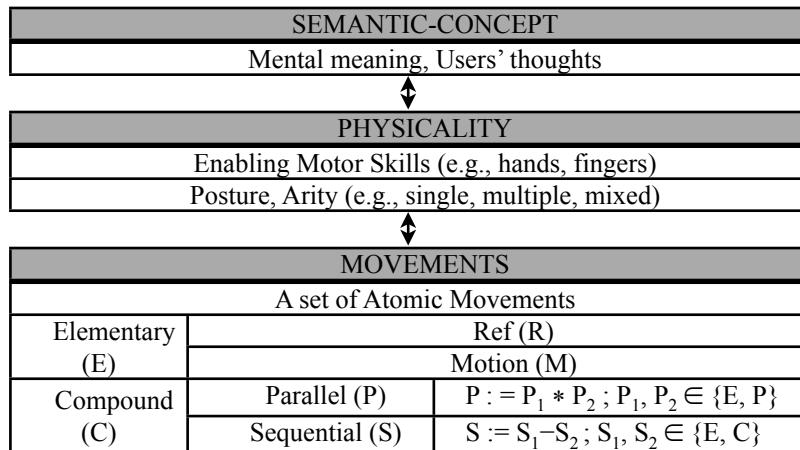 SEMANTIC-CONCEPT
Mental meaning, Users’ thoughts
PHYSICALITY
Enabling Motor Skills (e.g., hands, fingers)
Posture, Arity (e.g., single, multiple, mixed)
MOVEMENTS
A set of Atomic Movements
Elementary (E)
Ref (R)
Motion (M)
Compound (C)
Parallel (P)
P : = P₁ ∗ P₂ ; P₁, P₂ ∈ {E, P}
Sequential (S)
S := S₁−S₂ ; S₁, S₂ ∈ {E, C}